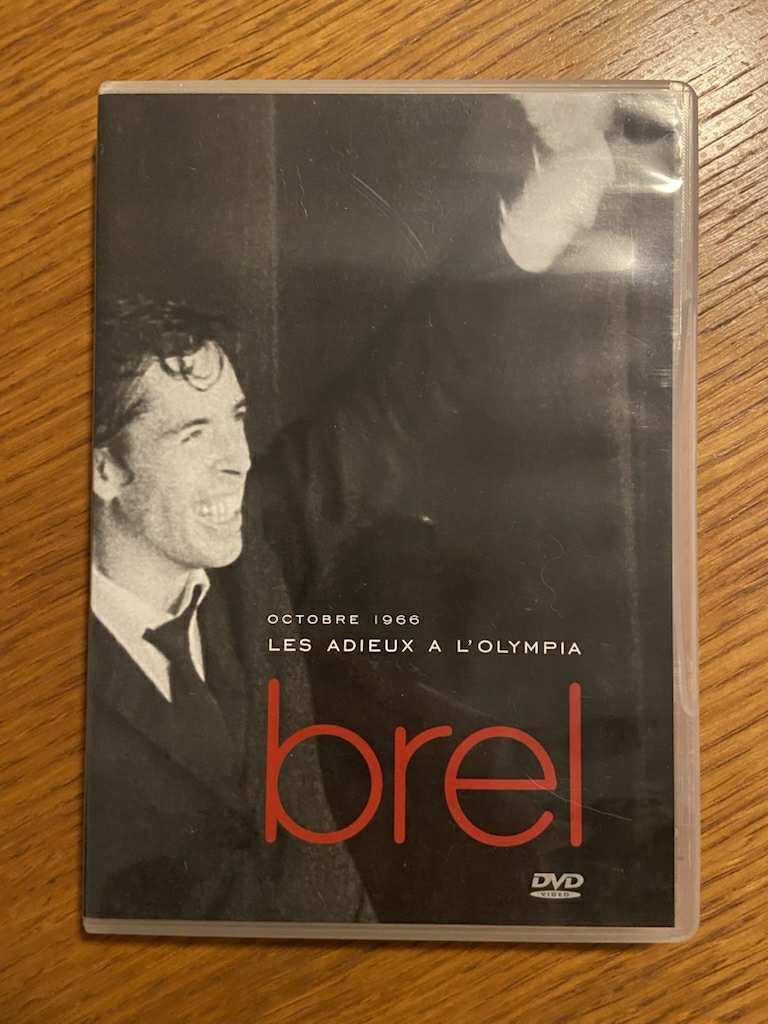 OCTOBRE 1966
LES ADIEUX A L'OLYMPIA
brel
DVD
VIDEO